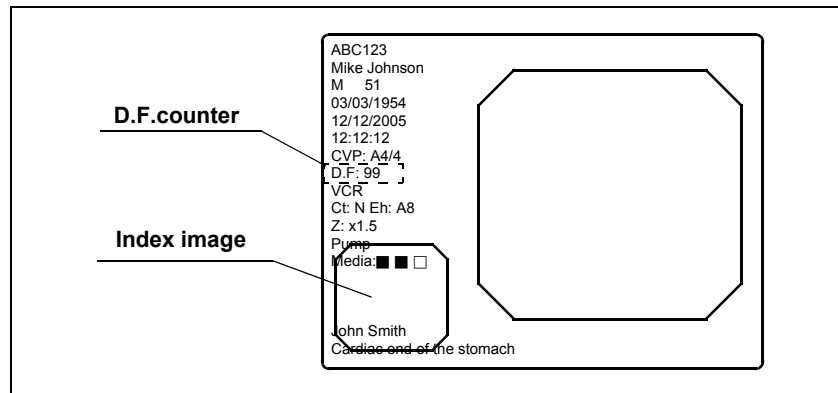 ABC123
Mike Johnson
M 51
03/03/1954
D.F.counter
12/12/2005
12:12:12
CVP: A4/4
D.F: 99
VCR
Ct: N Eh: A8
Z: x1.5
Index image
Pump
Media:■ ■ □
John Smith
Cardiac end of the stomach